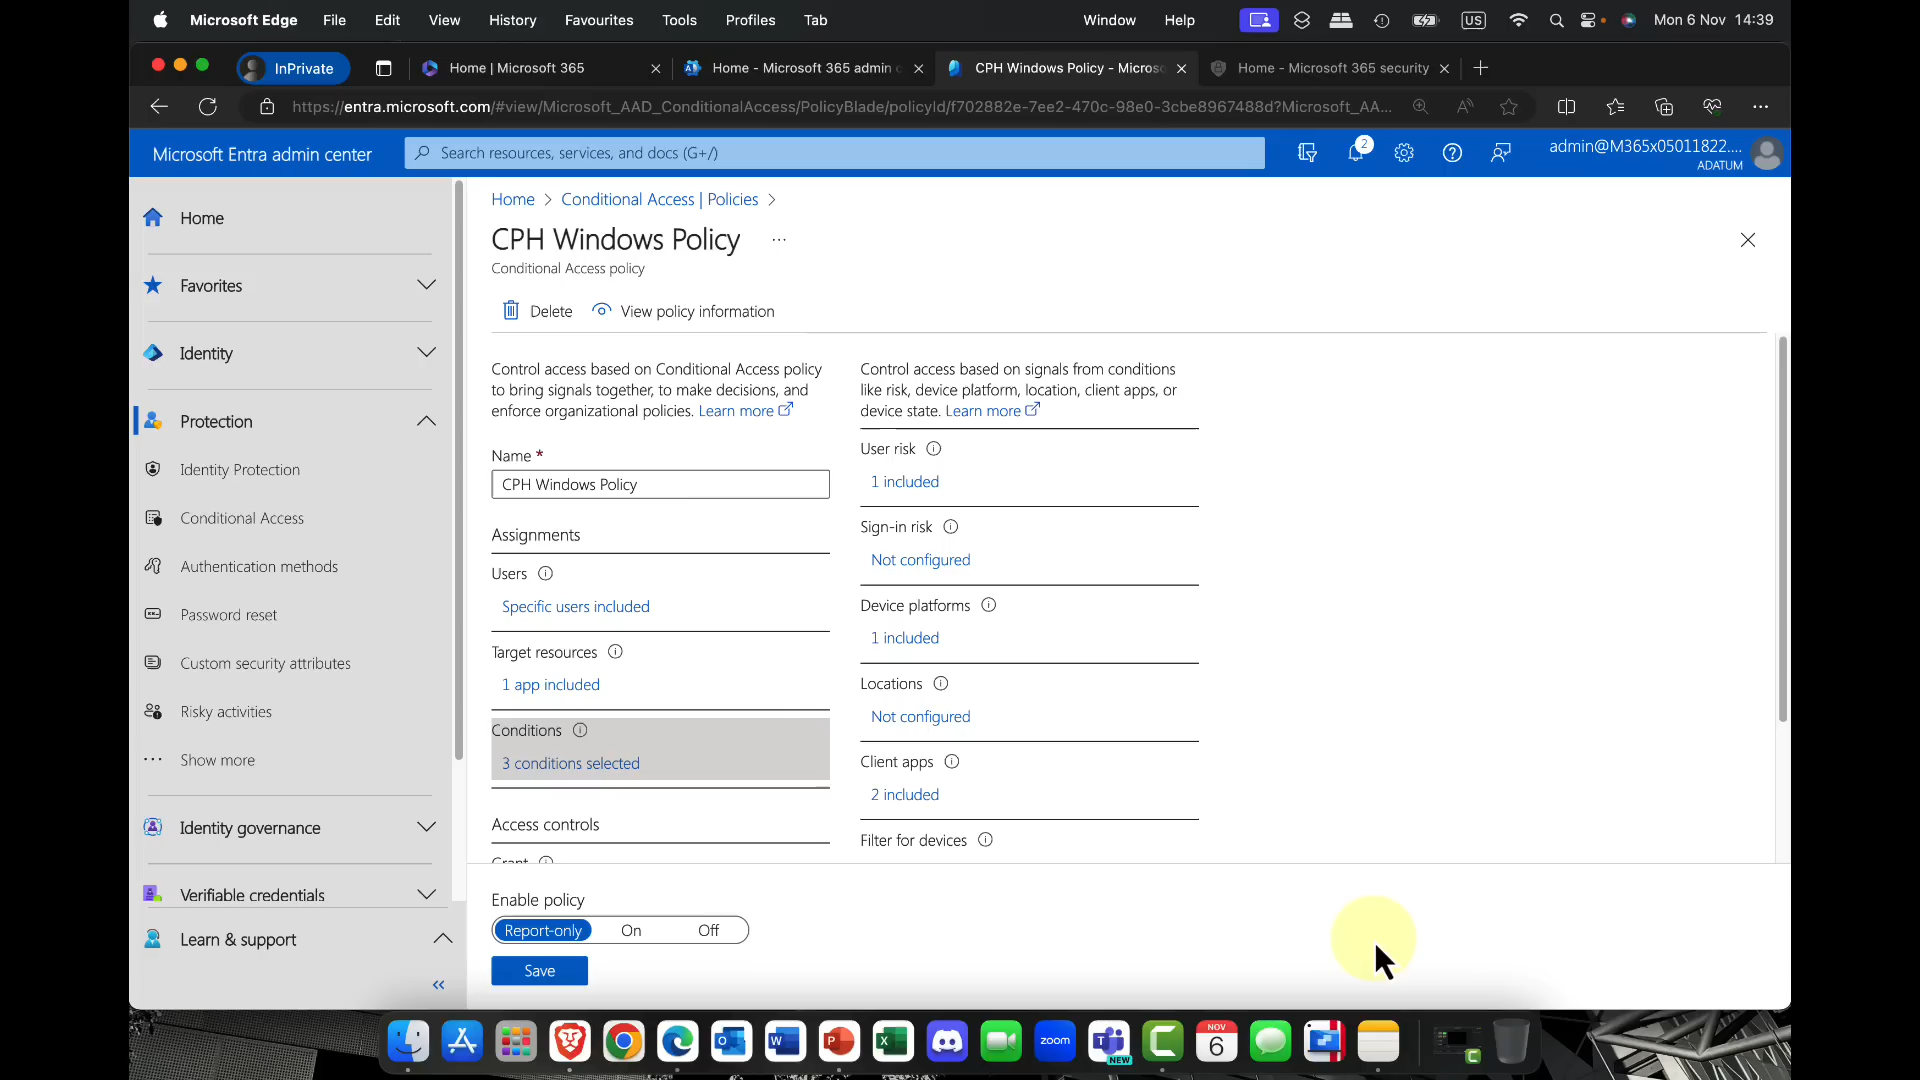 Microsoft Edge File Edit View History Favourites Tools Profiles Tab Window Help US Mon 6 Nov 14:39
InPrivate Home | Microsoft 365 Home - Microsoft 365 admin c CPH Windows Policy - Microso Home - Microsoft 365 security
https://entra.microsoft.com/#view/Microsoft_AAD_ConditionalAccess/PolicyBlade/policyId/f702882e-7ee2-470c-98e0-3cbe8967488d?Microsoft_AA...
Microsoft Entra admin center Search resources, services, and docs (G+/) 2 admin@M365x05011822....
ADATUM
Home
Favorites
Identity
Protection
Identity Protection
Conditional Access
Authentication methods
Password reset
Custom security attributes
Risky activities
Show more
Identity governance
Verifiable credentials
Learn & support
Home > Conditional Access | Policies >
CPH Windows Policy ...
Conditional Access policy
Delete View policy information
Control access based on Conditional Access policy
to bring signals together, to make decisions, and
enforce organizational policies. Learn more
Name *
CPH Windows Policy
Assignments
Users
Specific users included
Target resources
1 app included
Conditions
3 conditions selected
Access controls
Grant
Control access based on signals from conditions
like risk, device platform, location, client apps, or
device state. Learn more
User risk
1 included
Sign-in risk
Not configured
Device platforms
1 included
Locations
Not configured
Client apps
2 included
Filter for devices
Enable policy
Report-only On Off
Save
zoom NEW NOV
6